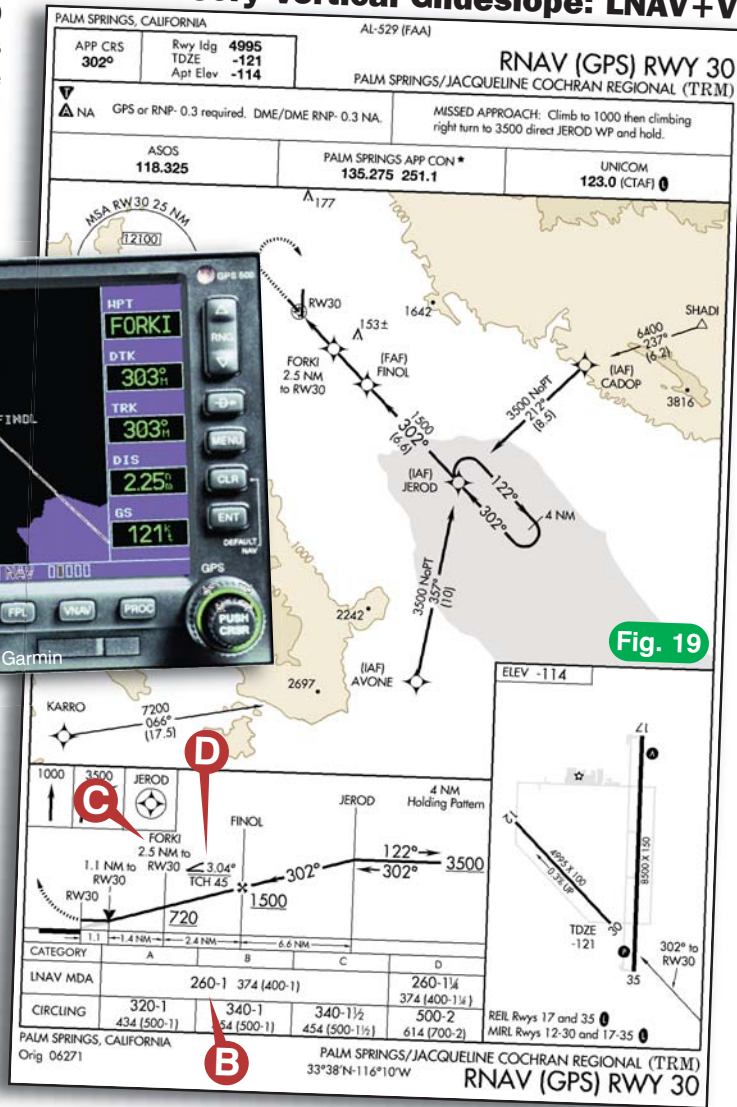 Vertical Glideslope: LNAV+V
PALM SPRINGS, CALIFORNIA
AL-529 (FAA)
APP CRS
302°
Rwy ldg 4995
TDZE -121
Apt Elev -114
RNAV (GPS) RWY 30
PALM SPRINGS/JACQUELINE COCHRAN REGIONAL (TRM)
T
A NA
GPS or RNP- 0.3 required. DME/DME RNP- 0.3 NA.
MISSED APPROACH: Climb to 1000 then climbing
right turn to 3500 direct JEROD WP and hold.
ASOS
118.325
PALM SPRINGS APP CON ★
135.275 251.1
UNICOM
123.0 (CTAF) L
MSA RW30 25 NM
12100
177
RW30
153±
1642
FORKI
2.5 NM
to RW30
(FAF)
FINOL
SHADI
6400
237°
(6.2)
(IAF)
CADOP
3816
3500 NoPT
212°
(8.5)
1500
302°
(6.6)
(IAF)
JEROD
122°
302°
4 NM
3500 NoPT
357°
(10)
1000
2242
2697
(IAF)
AVONE
KARRO
7200
066°
(17.5)
GPS 500
WPT
FORKI
DTK
303°M
TRK
303°M
DIS
2.25nm
GS
121kt
FINOL
NAV
RNG
D
MENU
CLR
ENT
DEFAULT
NAV
GPS
FPL
VNAV
PROC
PUSH
CRSR
Garmin
Fig. 19
ELEV -114
17
12
4995 X 100
0.3% UP
8500 X 150
30
TDZE
-121
35
302° to
RW30
A
P
REIL Rwys 17 and 35 L
MIRL Rwys 12-30 and 17-35 L
D
C
1000
3500
JEROD
FORKI
2.5 NM to
RW30
1.1 NM to
RW30
RW30
3.04°
TCH 45
FINOL
JEROD
4 NM
Holding Pattern
302°
122°
302°
3500
1500
720
1.1
1.4 NM
2.4 NM
6.6 NM
CATEGORY
A
B
C
D
LNAV MDA
260-1 374 (400-1)
260-1¼
374 (400-1¼)
CIRCLING
320-1
434 (500-1)
340-1
454 (500-1)
340-1½
454 (500-1½)
500-2
614 (700-2)
B
PALM SPRINGS, CALIFORNIA
Orig 06271
33°38'N-116°10'W
PALM SPRINGS/JACQUELINE COCHRAN REGIONAL (TRM)
RNAV (GPS) RWY 30